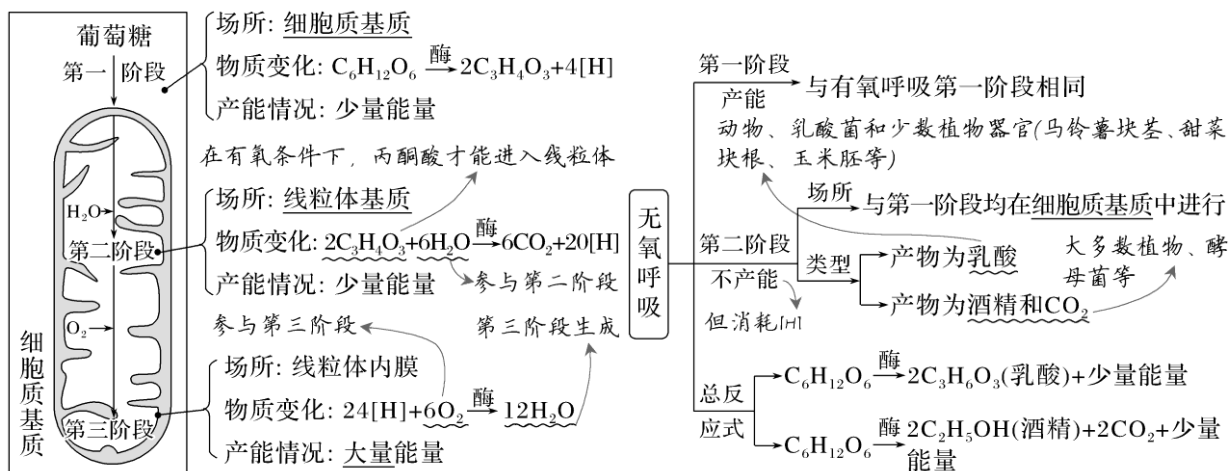 葡萄糖
第一阶段
H₂O
第二阶段
O₂
第三阶段
细胞质基质
场所: 细胞质基质
物质变化: C₆H₁₂O₆ 酶→ 2C₃H₄O₃+4[H]
产能情况: 少量能量
在有氧条件下，丙酮酸才能进入线粒体
场所: 线粒体基质
物质变化: 2C₃H₄O₃+6H₂O 酶→ 6CO₂+20[H]
产能情况: 少量能量
参与第二阶段
参与第三阶段
第三阶段生成
场所: 线粒体内膜
物质变化: 24[H]+6O₂ 酶→ 12H₂O
产能情况: 大量能量
无氧呼吸
第一阶段
产能
与有氧呼吸第一阶段相同
动物、乳酸菌和少数植物器官(马铃薯块茎、甜菜
块根、玉米胚等)
第二阶段
不产能
但消耗[H]
场所
与第一阶段均在细胞质基质中进行
类型
产物为乳酸
产物为酒精和CO₂
大多数植物、酵
母菌等
总反
应式
C₆H₁₂O₆ 酶→ 2C₃H₆O₃(乳酸)+少量能量
C₆H₁₂O₆ 酶→ 2C₂H₅OH(酒精)+2CO₂+少量
能量